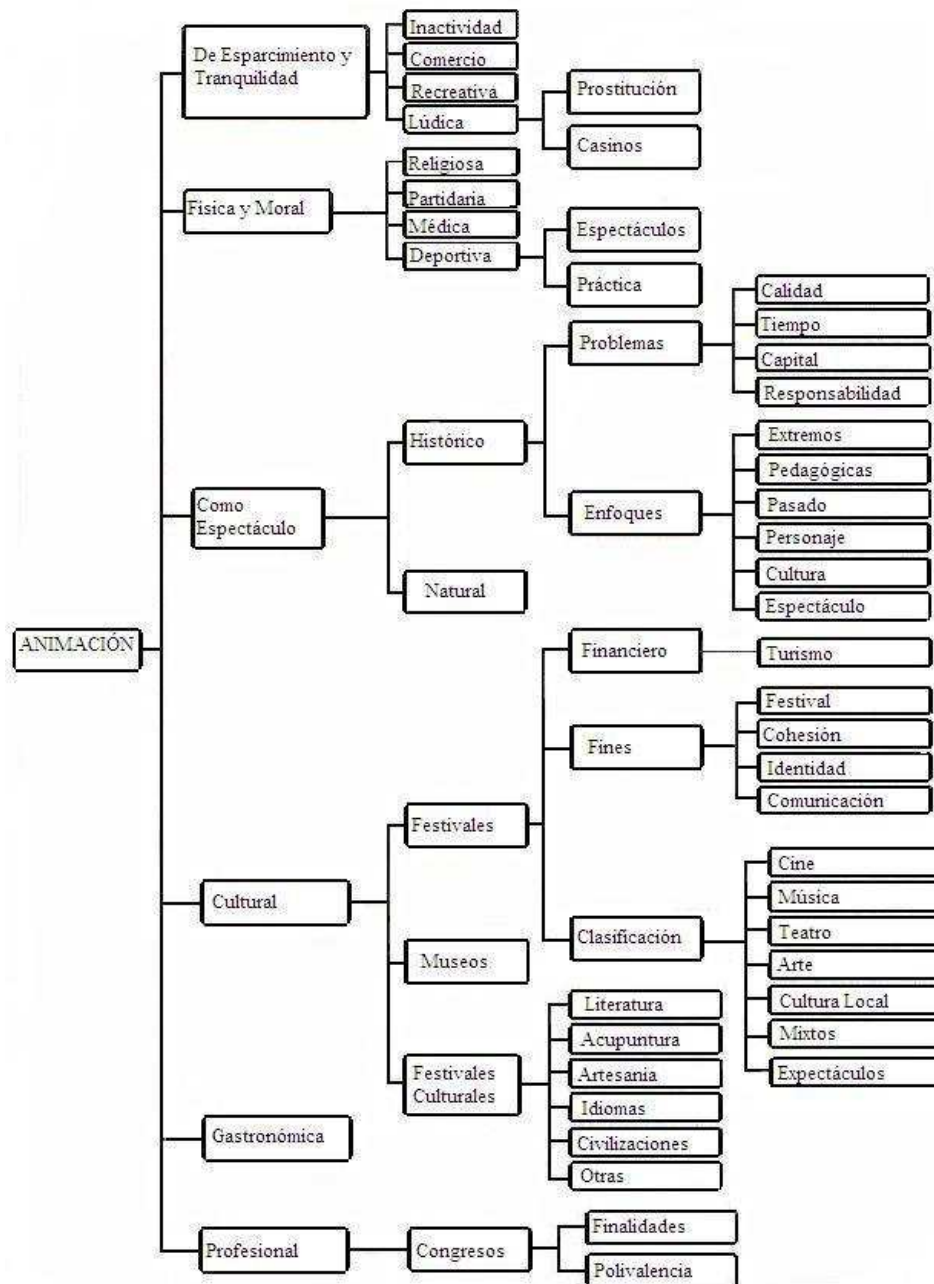 De Esparcimiento y
Tranquilidad
Inactividad
Comercio
Recreativa
Lúdica
Prostitución
Casinos
Fisica y Moral
Religiosa
Partidaria
Médica
Deportiva
Espectáculos
Práctica
Como
Espectáculo
Histórico
Problemas
Calidad
Tiempo
Capital
Responsabilidad
Enfoques
Extremos
Pedagógicas
Pasado
Personaje
Cultura
Espectáculo
Natural
ANIMACIÓN
Cultural
Festivales
Financiero
Turismo
Fines
Festival
Cohesión
Identidad
Comunicación
Clasificación
Cine
Música
Teatro
Arte
Cultura Local
Mixtos
Expectáculos
Museos
Festivales
Culturales
Literatura
Acupuntura
Artesania
Idiomas
Civilizaciones
Otras
Gastronómica
Profesional
Congresos
Finalidades
Polivalencia